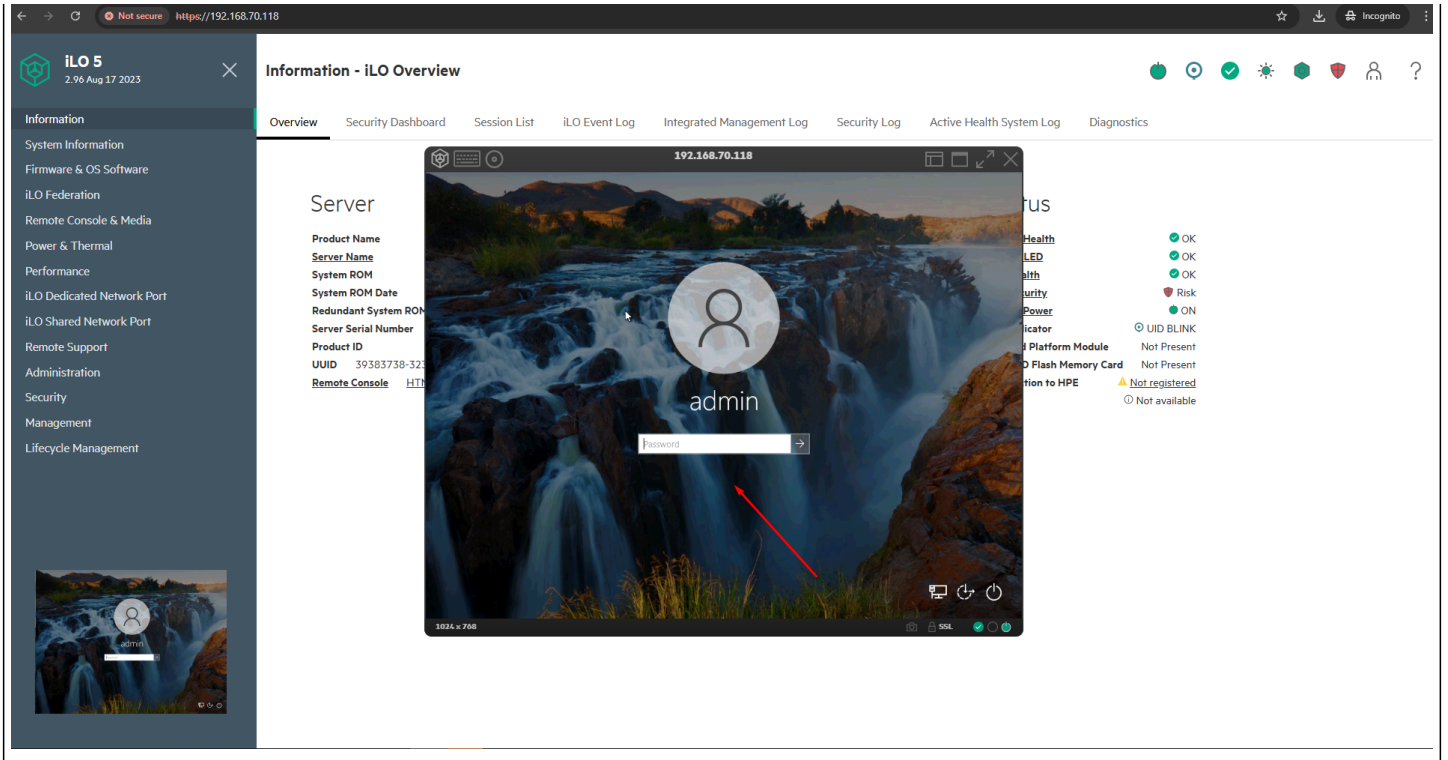 Not secure https://192.168.70.118
Incognito
iLO 5
2.96 Aug 17 2023
Information - iLO Overview
Overview Security Dashboard Session List iLO Event Log Integrated Management Log Security Log Active Health System Log Diagnostics
Information
System Information
Firmware & OS Software
iLO Federation
Remote Console & Media
Power & Thermal
Performance
iLO Dedicated Network Port
iLO Shared Network Port
Remote Support
Administration
Security
Management
Lifecycle Management
admin
Server
Product Name
Server Name
System ROM
System ROM Date
Redundant System ROM
Server Serial Number
Product ID
UUID 39383738-323
Remote Console HTM
192.168.70.118
admin
Password
1024 x 768
SSL
tus
Health OK
LED OK
alth OK
urity Risk
Power ON
icator UID BLINK
d Platform Module Not Present
D Flash Memory Card Not Present
tion to HPE Not registered
Not available